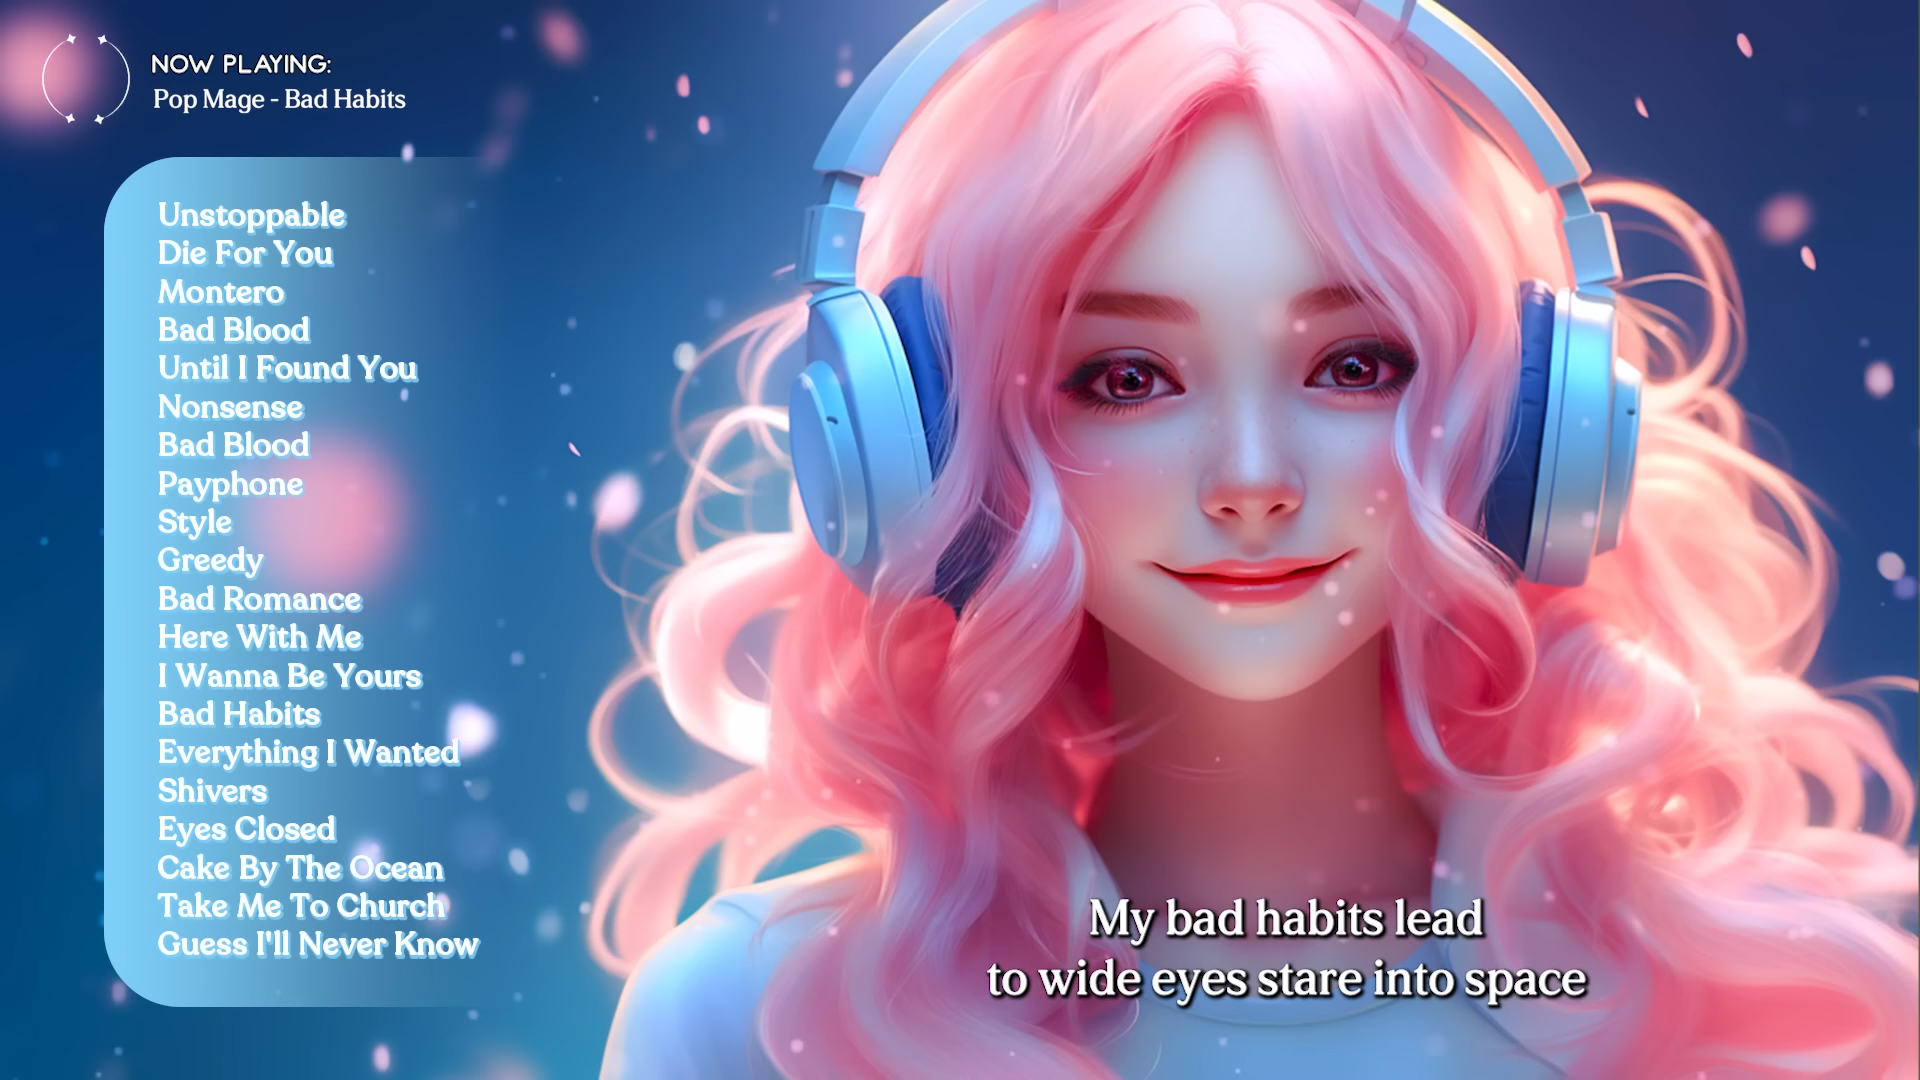 NOW PLAYING:
Pop Mage - Bad Habits
Unstoppable
Die For You
Montero
Bad Blood
Until I Found You
Nonsense
Bad Blood
Payphone
Style
Greedy
Bad Romance
Here With Me
I Wanna Be Yours
Bad Habits
Everything I Wanted
Shivers
Eyes Closed
Cake By The Ocean
Take Me To Church
Guess I'll Never Know
My bad habits lead
to wide eyes stare into space